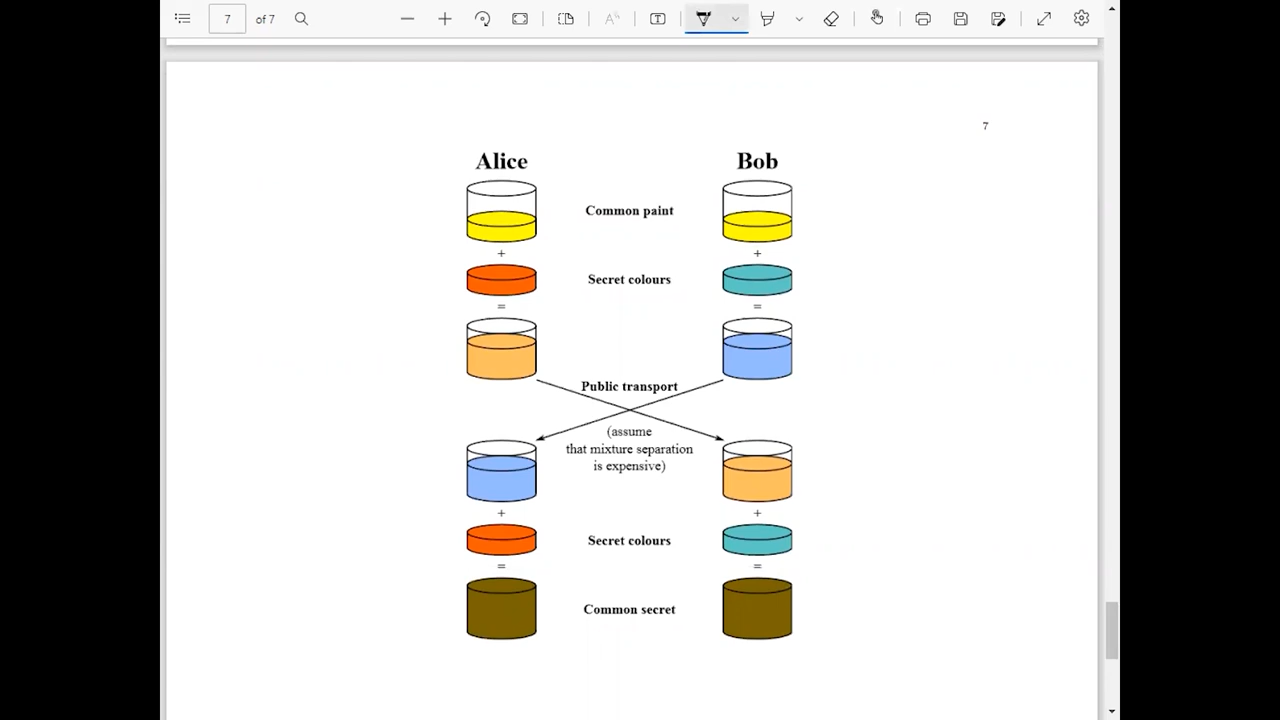 7 of 7
7
Alice Bob
Common paint
+ +
Secret colours
= =
Public transport
(assume
that mixture separation
is expensive)
+ +
Secret colours
= =
Common secret